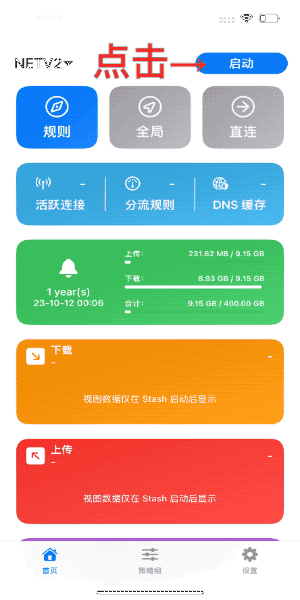 NETV2
点击
启动
规则
全局
直连
-
-
-
活跃连接
分流规则
DNS 缓存
1 year(s)
23-10-12 00:06
上传:
231.62 MB / 9.15 GB
下载:
8.93 GB / 9.15 GB
合计:
9.15 GB / 400.00 GB
下载
-
-
视图数据仅在 Stash 启动后显示
上传
-
-
视图数据仅在 Stash 启动后显示
首页
策略组
设置